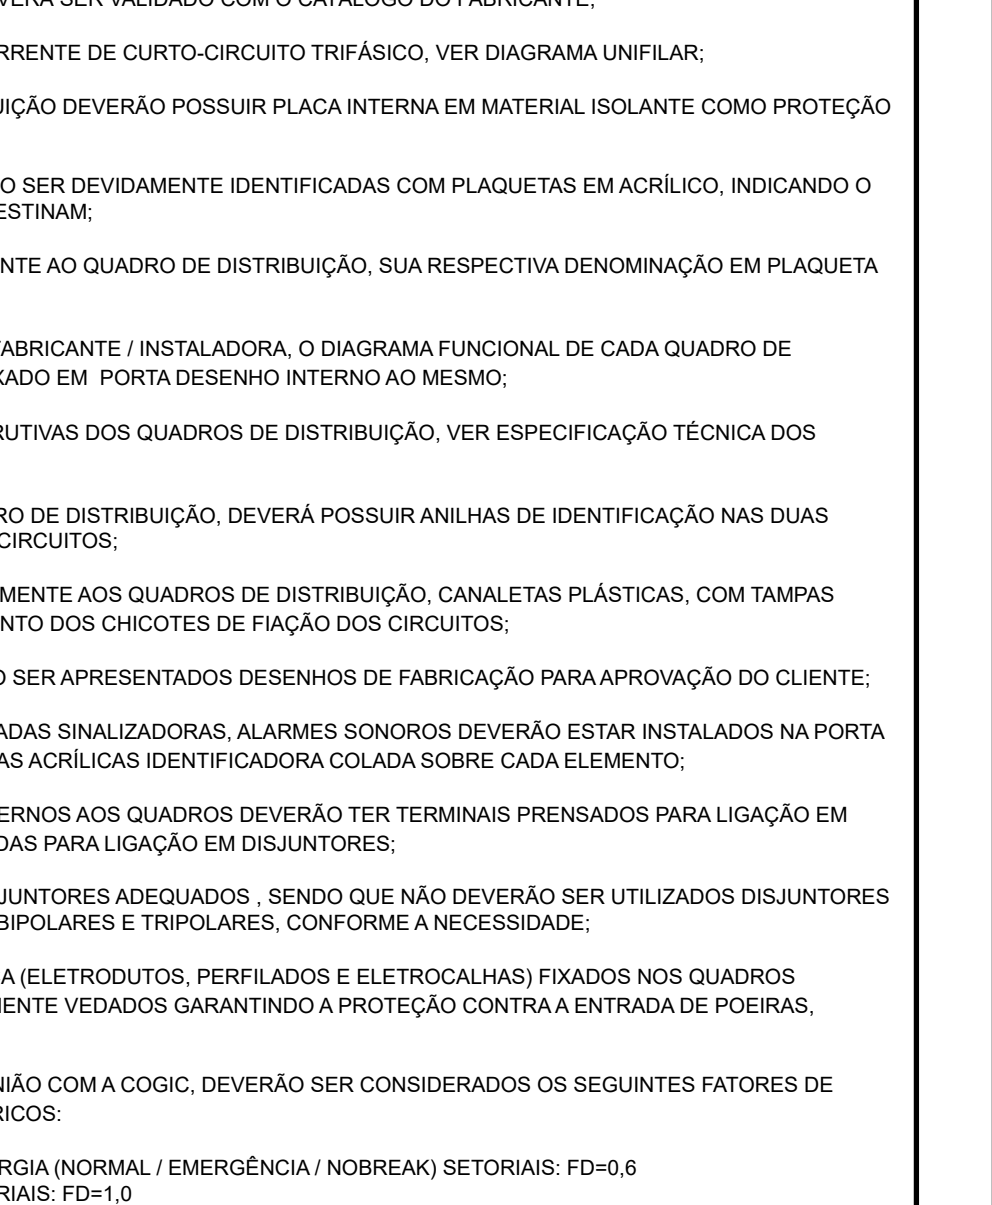 SER VALIDADO COM O CATÁLOGO DO FABRICANTE;
DE CURTO-CIRCUITO TRIFÁSICO, VER DIAGRAMA UNIFILAR;
DEVERÃO POSSUIR PLACA INTERNA EM MATERIAL ISOLANTE COMO PROTEÇÃO
O SER DEVIDAMENTE IDENTIFICADAS COM PLAQUETAS EM ACRÍLICO, INDICANDO O
ESTINAM;
NTE AO QUADRO DE DISTRIBUIÇÃO, SUA RESPECTIVA DENOMINAÇÃO EM PLAQUETA
FABRICANTE / INSTALADORA, O DIAGRAMA FUNCIONAL DE CADA QUADRO DE
XADO EM PORTA DESENHO INTERNO AO MESMO;
RUTIVAS DOS QUADROS DE DISTRIBUIÇÃO, VER ESPECIFICAÇÃO TÉCNICA DOS
RO DE DISTRIBUIÇÃO, DEVERÁ POSSUIR ANILHAS DE IDENTIFICAÇÃO NAS DUAS
CIRCUITOS;
MENTE AOS QUADROS DE DISTRIBUIÇÃO, CANALETAS PLÁSTICAS, COM TAMPAS
NTO DOS CHICOTES DE FIAÇÃO DOS CIRCUITOS;
O SER APRESENTADOS DESENHOS DE FABRICAÇÃO PARA APROVAÇÃO DO CLIENTE;
ADAS SINALIZADORAS, ALARMES SONOROS DEVERÃO ESTAR INSTALADOS NA PORTA
AS ACRÍLICAS IDENTIFICADORA COLADA SOBRE CADA ELEMENTO;
ERNOS AOS QUADROS DEVERÃO TER TERMINAIS PRENSADOS PARA LIGAÇÃO EM
DAS PARA LIGAÇÃO EM DISJUNTORES;
JUNTORES ADEQUADOS , SENDO QUE NÃO DEVERÃO SER UTILIZADOS DISJUNTORES
BIPOLARES E TRIPOLARES, CONFORME A NECESSIDADE;
A (ELETRODUTOS, PERFILADOS E ELETROCALHAS) FIXADOS NOS QUADROS
MENTE VEDADOS GARANTINDO A PROTEÇÃO CONTRA A ENTRADA DE POEIRAS,
NIÃO COM A COGIC, DEVERÃO SER CONSIDERADOS OS SEGUINTES FATORES DE
RICOS:
RGIA (NORMAL / EMERGÊNCIA / NOBREAK) SETORIAIS: FD=0,6
RIAIS: FD=1,0